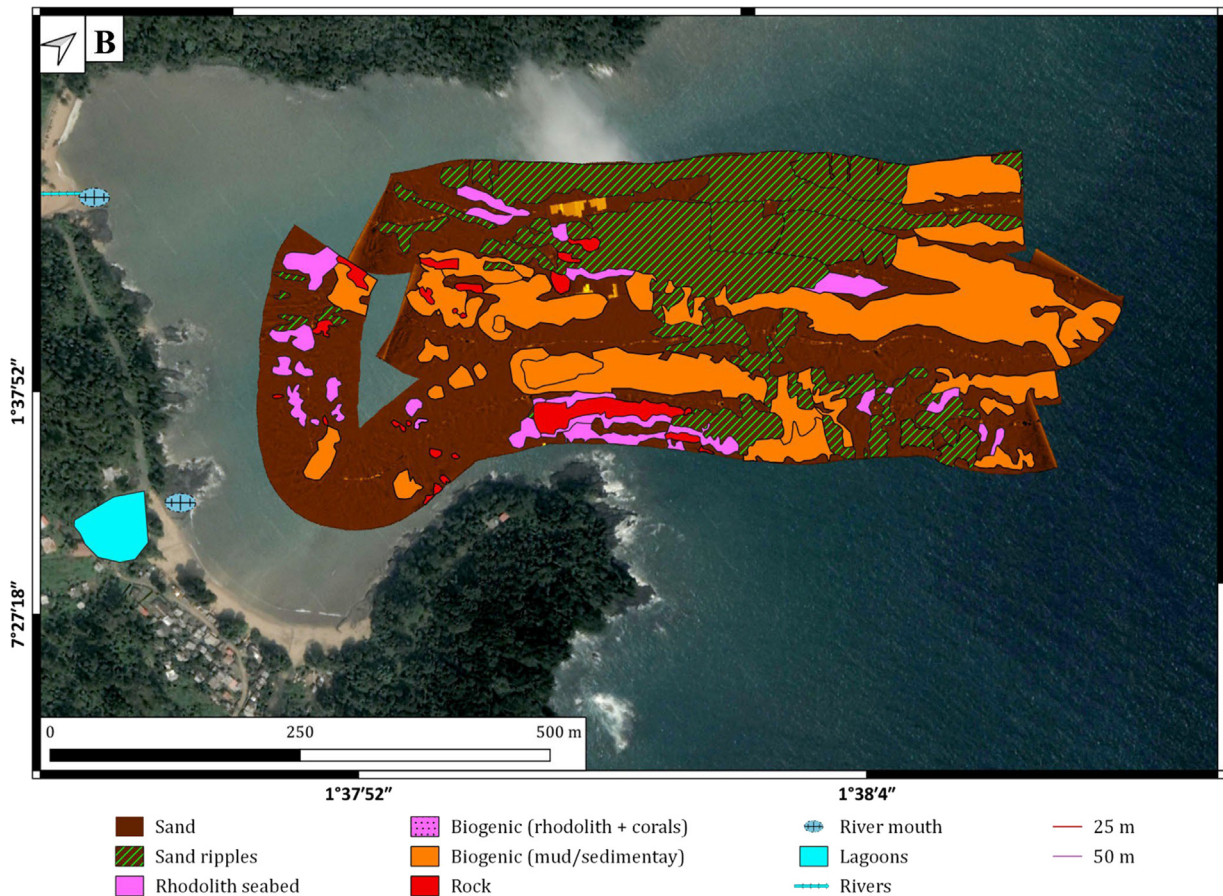 B
1°37'52"
7°27'18"
0 250 500 m
1°37'52" 1°38'4"
Sand
Sand ripples
Rhodolith seabed
Biogenic (rhodolith + corals)
Biogenic (mud/sedimentay)
Rock
River mouth
Lagoons
Rivers
25 m
50 m